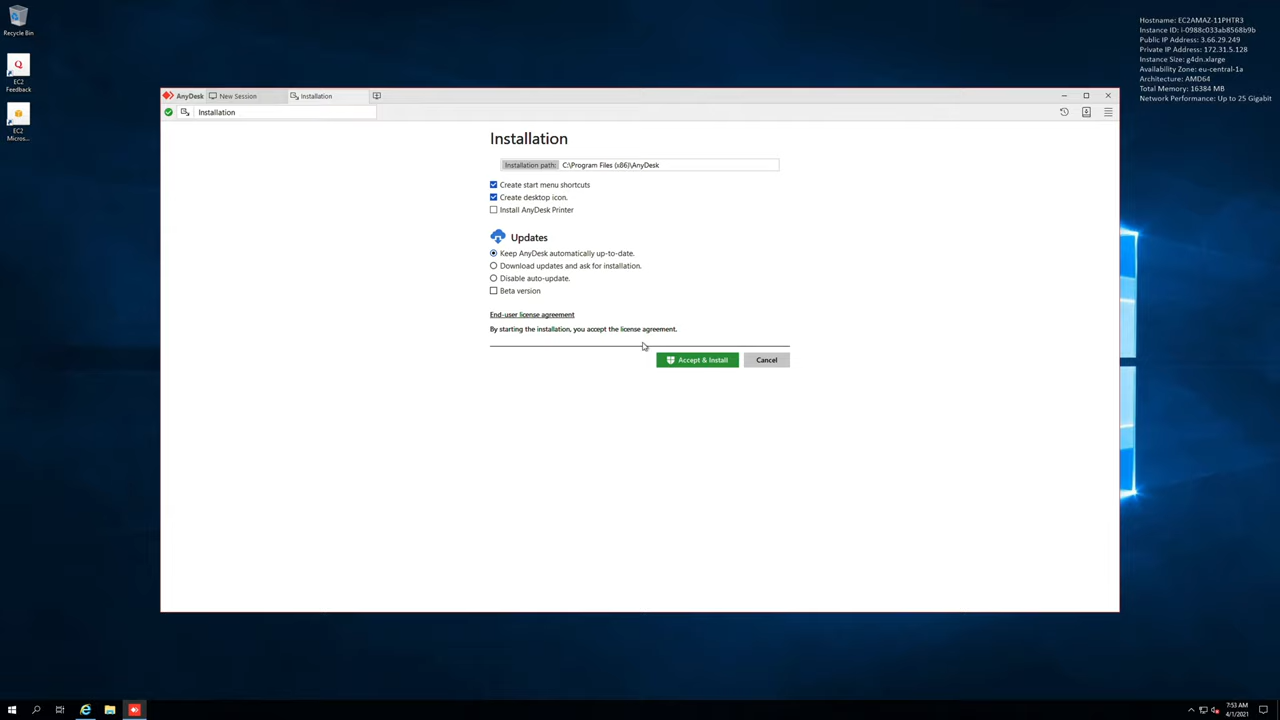 Recycle Bin
EC2
Feedback
EC2
Micros...
Hostname: EC2AMAZ-11PHTR3
Instance ID: i-0988c033ab8568b9b
Public IP Address: 3.66.29.249
Private IP Address: 172.31.5.128
Instance Size: g4dn.xlarge
Availability Zone: eu-central-1a
Architecture: AMD64
Total Memory: 16384 MB
Network Performance: Up to 25 Gigabit
AnyDesk
New Session
Installation
Installation
Installation
Installation path: C:\Program Files (x86)\AnyDesk
Create start menu shortcuts
Create desktop icon.
Install AnyDesk Printer
Updates
Keep AnyDesk automatically up-to-date.
Download updates and ask for installation.
Disable auto-update.
Beta version
End-user license agreement
By starting the installation, you accept the license agreement.
Accept & Install
Cancel
7:53 AM
4/1/2021